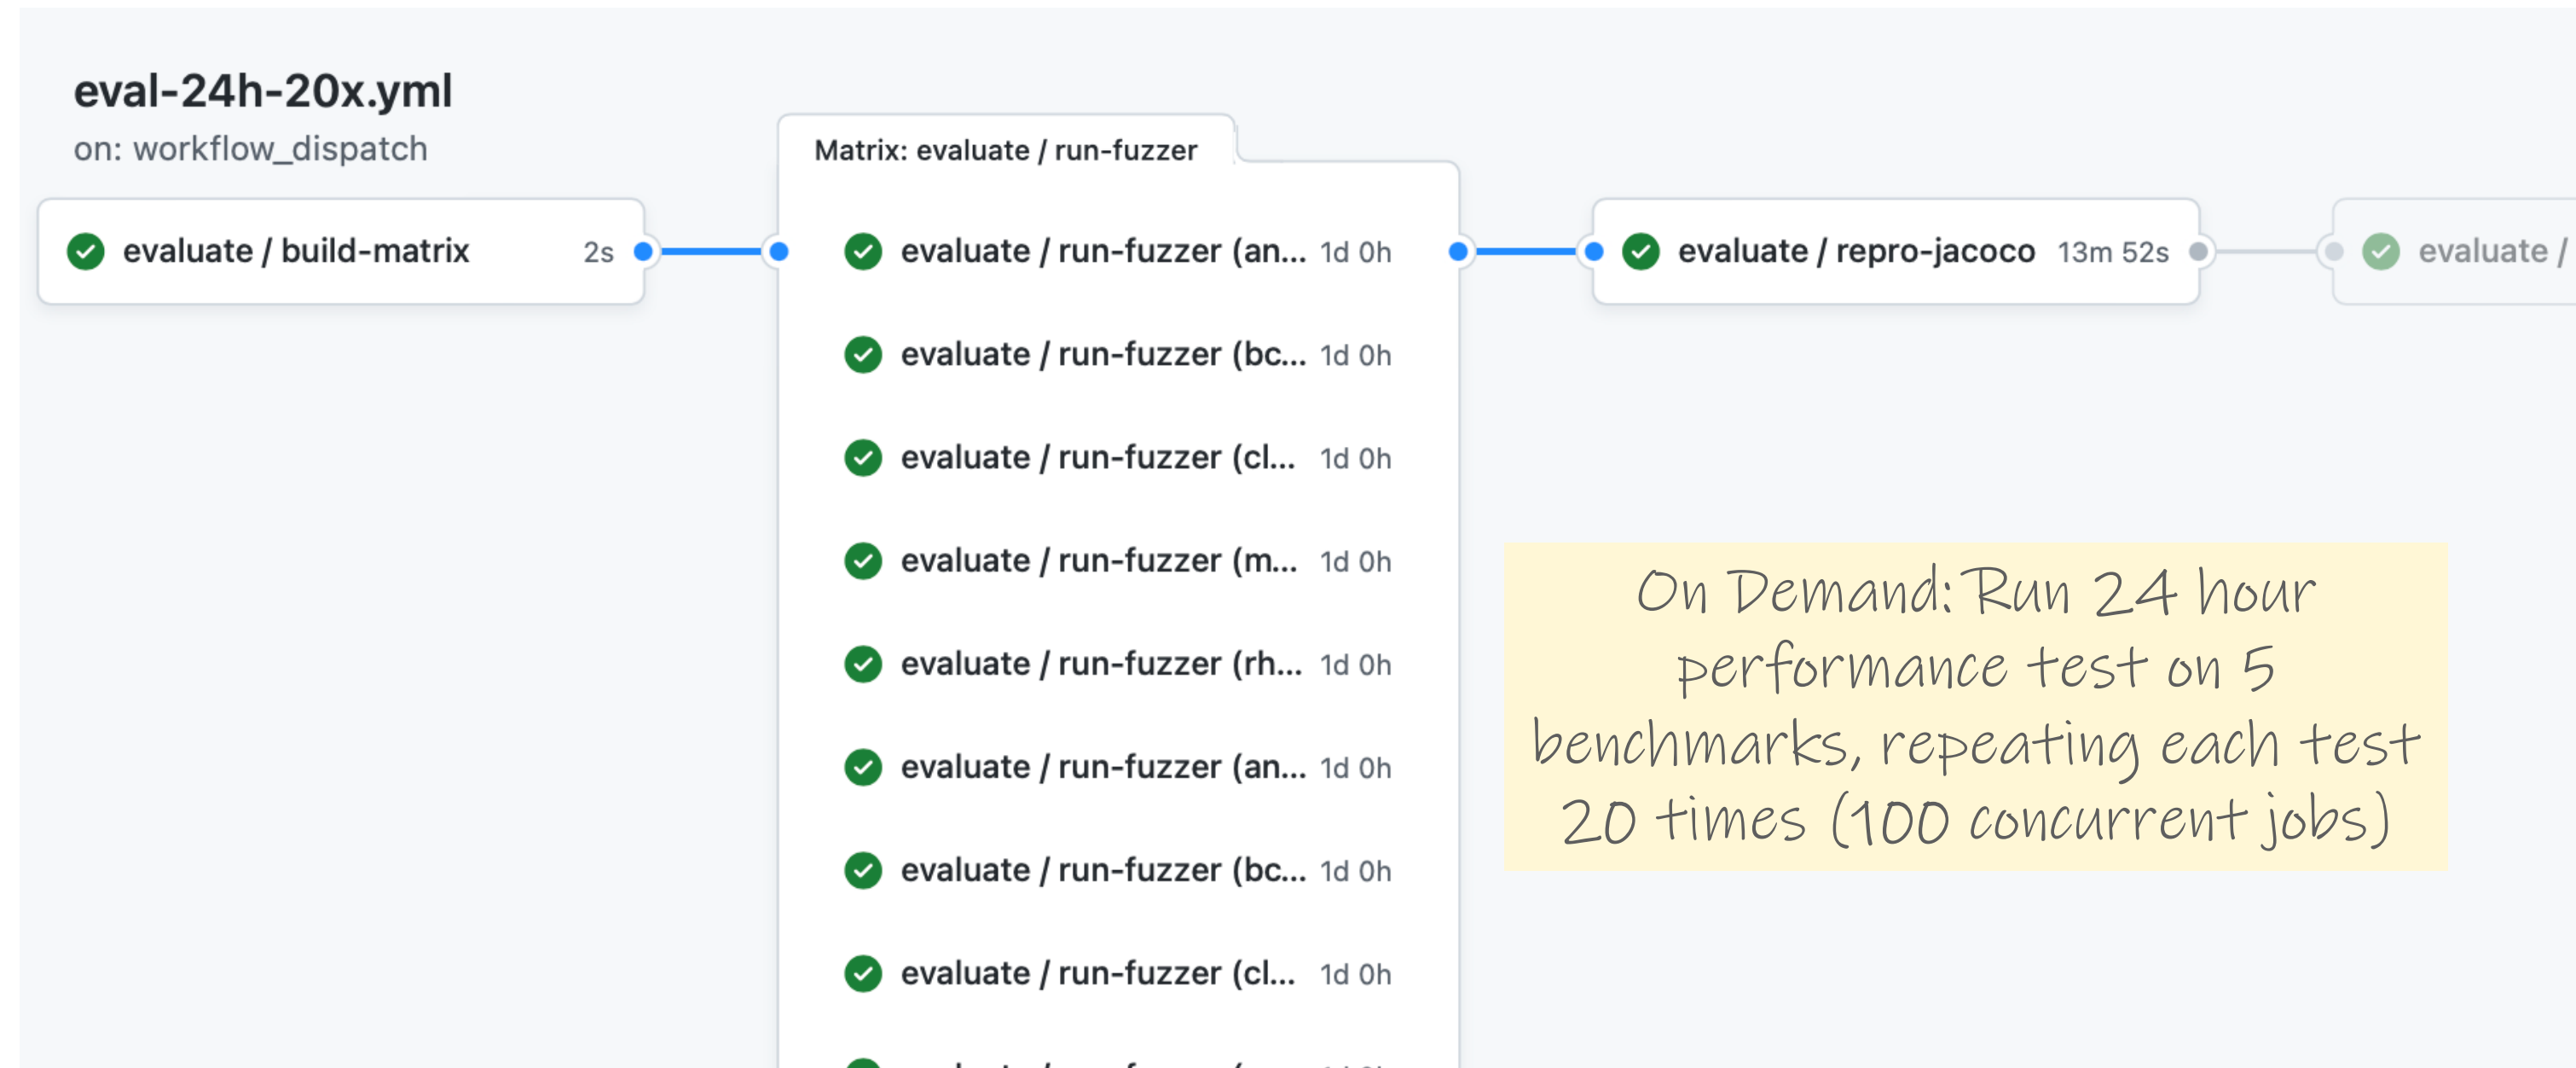 eval-24h-20x.yml
on: workflow_dispatch
evaluate / build-matrix 2s
Matrix: evaluate / run-fuzzer
evaluate / run-fuzzer (an... 1d 0h
evaluate / run-fuzzer (bc... 1d 0h
evaluate / run-fuzzer (cl... 1d 0h
evaluate / run-fuzzer (m... 1d 0h
evaluate / run-fuzzer (rh... 1d 0h
evaluate / run-fuzzer (an... 1d 0h
evaluate / run-fuzzer (bc... 1d 0h
evaluate / run-fuzzer (cl... 1d 0h
evaluate / repro-jacoco 13m 52s
evaluate /
On Demand: Run 24 hour
performance test on 5
benchmarks, repeating each test
20 times (100 concurrent jobs)